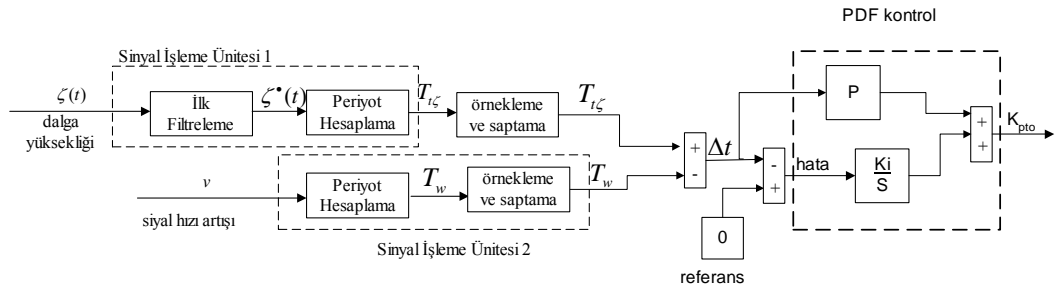 PDF kontrol
Sinyal İşleme Ünitesi 1
ζ(t)
dalga
yüksekliği
İlk
Filtreleme
ζ•(t)
Periyot
Hesaplama
T_tζ
örnekleme
ve saptama
T_tζ
v
siyal hızı artışı
Periyot
Hesaplama
T_w
örnekleme
ve saptama
T_w
Sinyal İşleme Ünitesi 2
+
-
Δt
-
+
hata
0
referans
P
Ki
S
+
+
K_pto